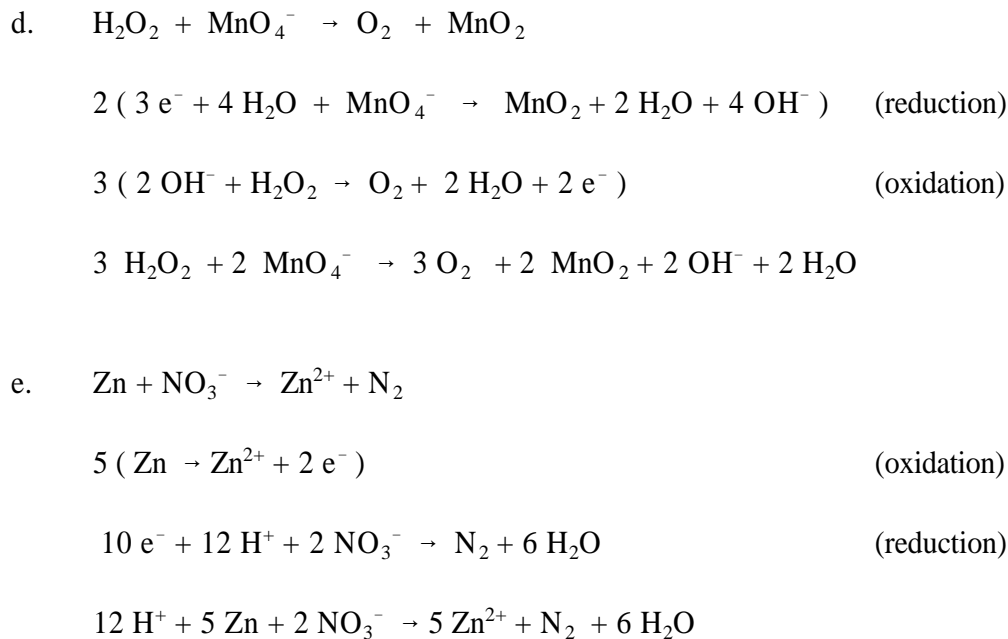 d. H₂O₂ + MnO₄⁻ → O₂ + MnO₂
2 ( 3 e⁻ + 4 H₂O + MnO₄⁻ → MnO₂ + 2 H₂O + 4 OH⁻ ) (reduction)
3 ( 2 OH⁻ + H₂O₂ → O₂ + 2 H₂O + 2 e⁻ ) (oxidation)
3 H₂O₂ + 2 MnO₄⁻ → 3 O₂ + 2 MnO₂ + 2 OH⁻ + 2 H₂O
e. Zn + NO₃⁻ → Zn²⁺ + N₂
5 ( Zn → Zn²⁺ + 2 e⁻ ) (oxidation)
10 e⁻ + 12 H⁺ + 2 NO₃⁻ → N₂ + 6 H₂O (reduction)
12 H⁺ + 5 Zn + 2 NO₃⁻ → 5 Zn²⁺ + N₂ + 6 H₂O